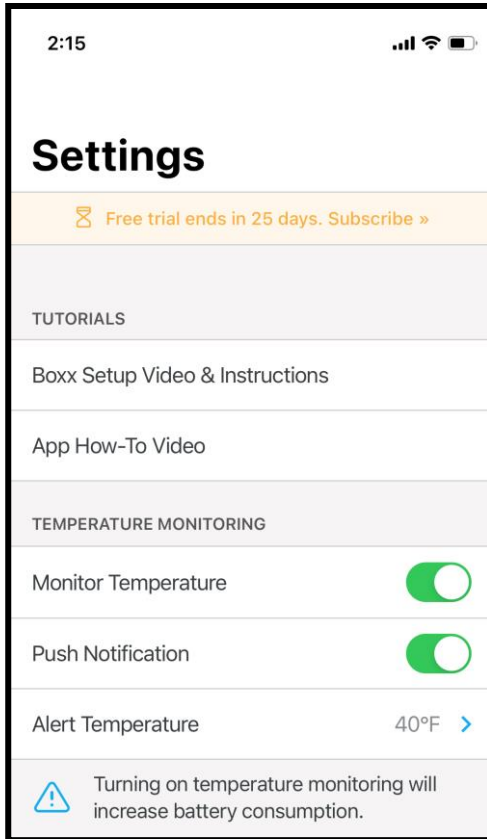 2:15
Settings
Free trial ends in 25 days. Subscribe »
TUTORIALS
Boxx Setup Video & Instructions
App How-To Video
TEMPERATURE MONITORING
Monitor Temperature
Push Notification
Alert Temperature 40°F >
Turning on temperature monitoring will
increase battery consumption.